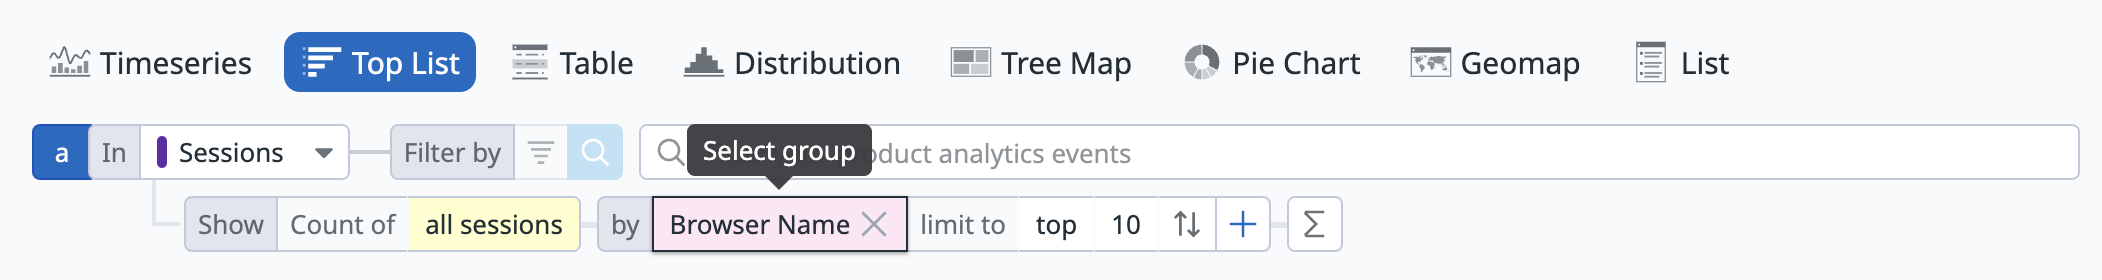 Timeseries Top List Table Distribution Tree Map Pie Chart Geomap List
a In Sessions Filter by Select group oduct analytics events
Show Count of all sessions by Browser Name limit to top 10 Σ